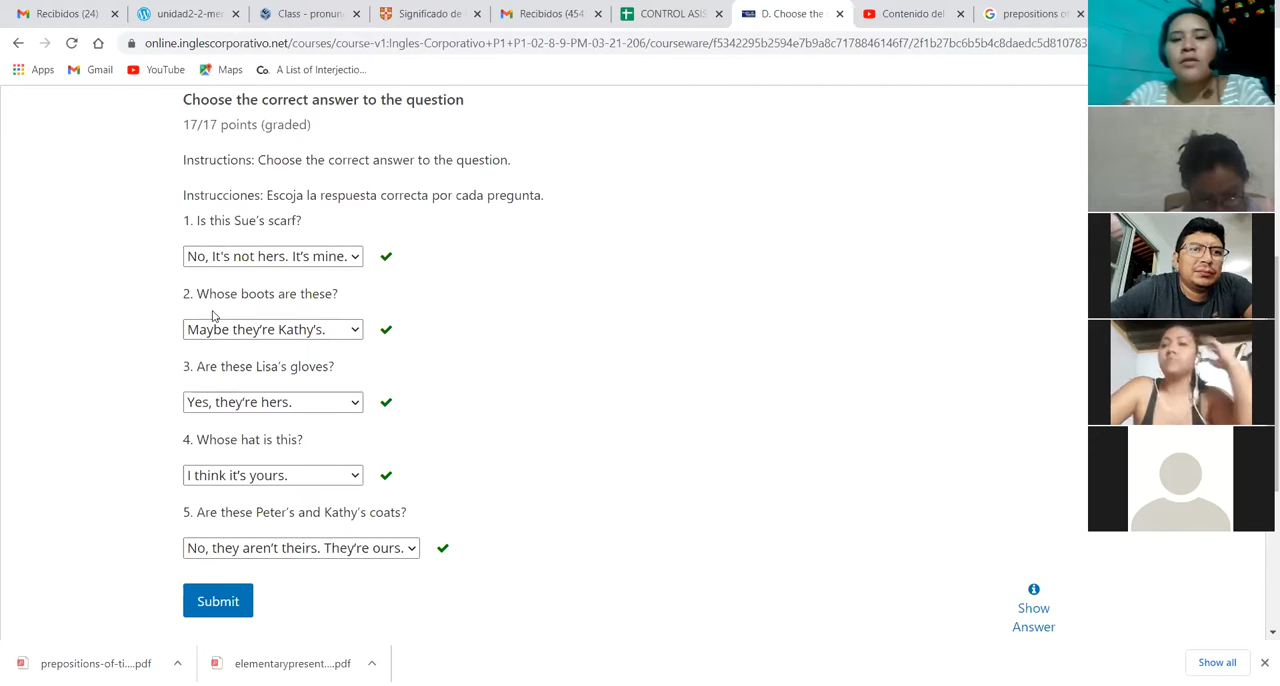 Recibidos (24)
unidad2-2-me
Class - pronun
Significado de
Recibidos (454
CONTROL ASIS
D. Choose the
Contenido del
prepositions of
online.inglescorporativo.net/courses/course-v1:Ingles-Corporativo+P1+P1-02-8-9-PM-03-21-206/courseware/f5342295b2594e7b9a8c7178846146f7/2f1b27bc6b5b4c8daedc5d810783
Apps
Gmail
YouTube
Maps
Co. A List of Interjectio...
Choose the correct answer to the question
17/17 points (graded)
Instructions: Choose the correct answer to the question.
Instrucciones: Escoja la respuesta correcta por cada pregunta.
1. Is this Sue's scarf?
No, It's not hers. It's mine.
2. Whose boots are these?
Maybe they're Kathy's.
3. Are these Lisa's gloves?
Yes, they're hers.
4. Whose hat is this?
I think it's yours.
5. Are these Peter's and Kathy's coats?
No, they aren't theirs. They're ours.
Submit
Show
Answer
prepositions-of-ti....pdf
elementarypresent....pdf
Show all